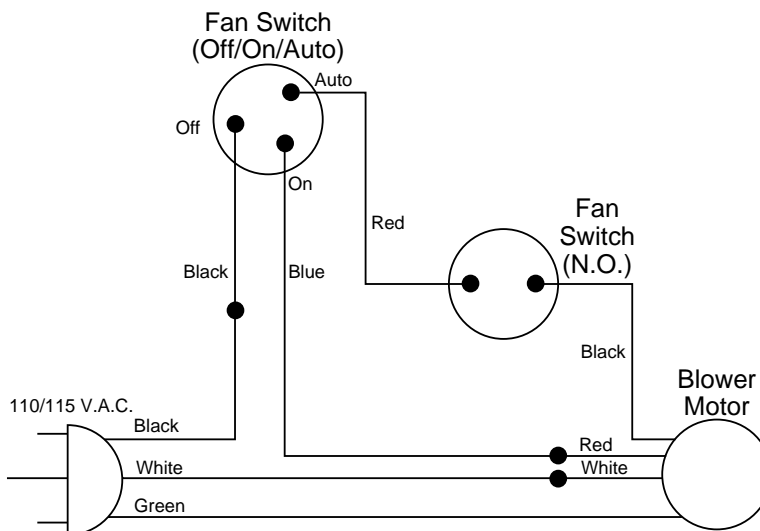 Fan Switch
(Off/On/Auto)
Auto
Off
On
Red
Fan
Switch
(N.O.)
Black
Blue
Black
Blower
Motor
110/115 V.A.C.
Black
Red
White
White
Green